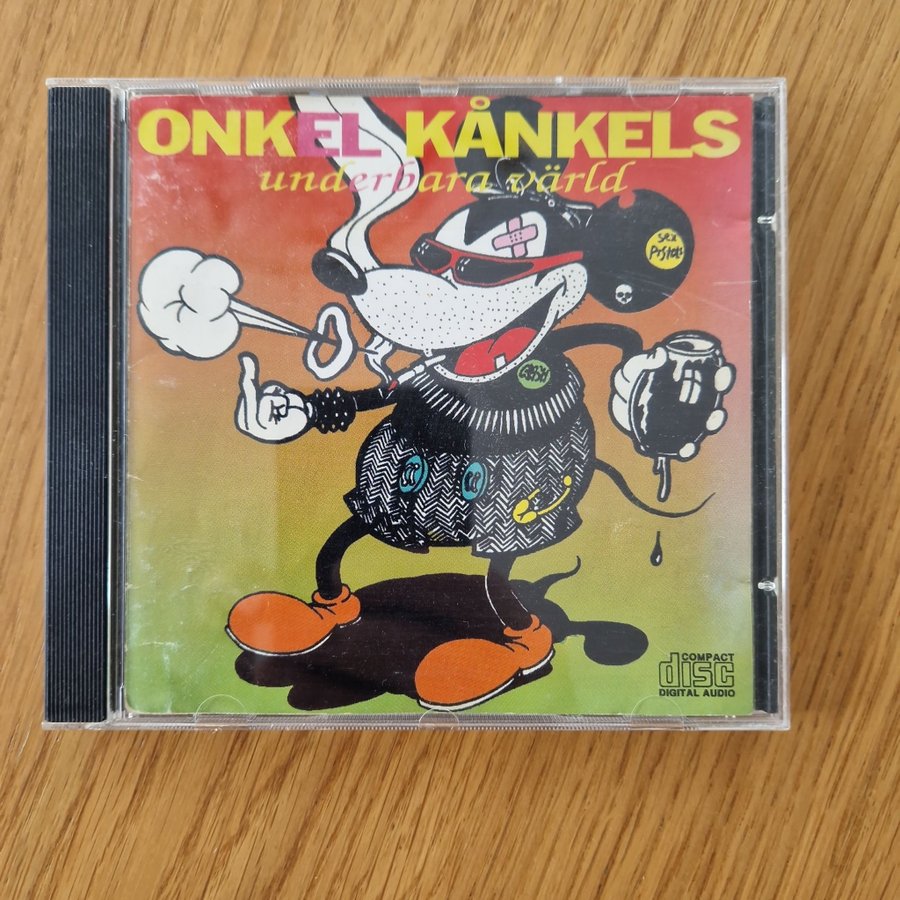 ONKEL KÅNKELS
underbara värld
sex
Pistols
COMPACT
disc
DIGITAL AUDIO